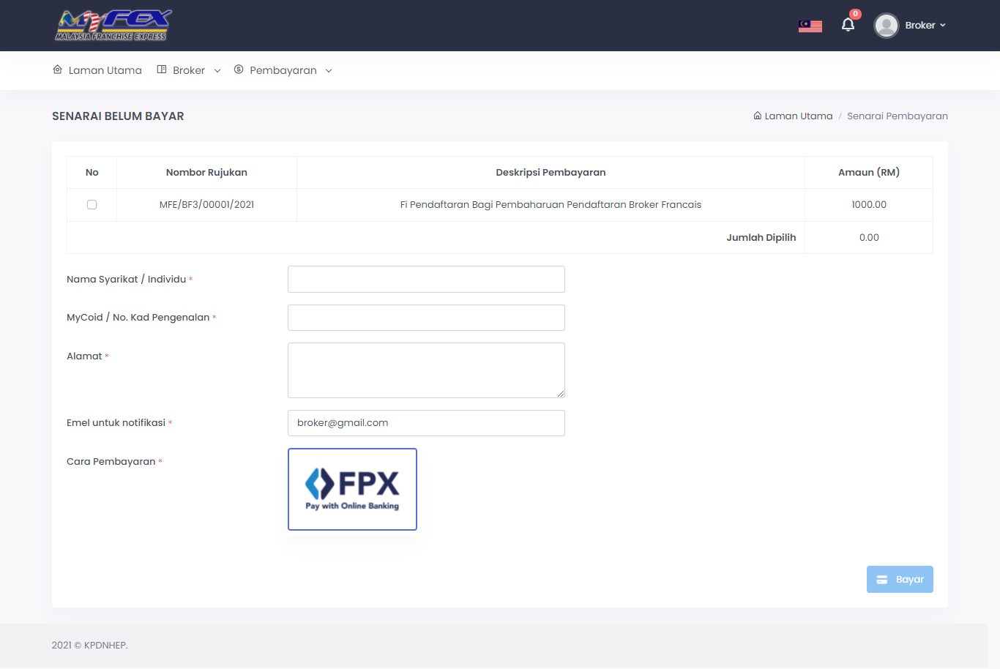 MyFEX
MALAYSIA FRANCHISE EXPRESS
0
Broker
Laman Utama Broker Pembayaran
SENARAI BELUM BAYAR
Laman Utama / Senarai Pembayaran
No Nombor Rujukan Deskripsi Pembayaran Amaun (RM)
MFE/BF3/00001/2021 Fi Pendaftaran Bagi Pembaharuan Pendaftaran Broker Francais 1000.00
Jumlah Dipilih 0.00
Nama Syarikat / Individu *
MyCoid / No. Kad Pengenalan *
Alamat *
Emel untuk notifikasi * broker@gmail.com
Cara Pembayaran *
FPX
Pay with Online Banking
Bayar
2021 © KPDNHEP.